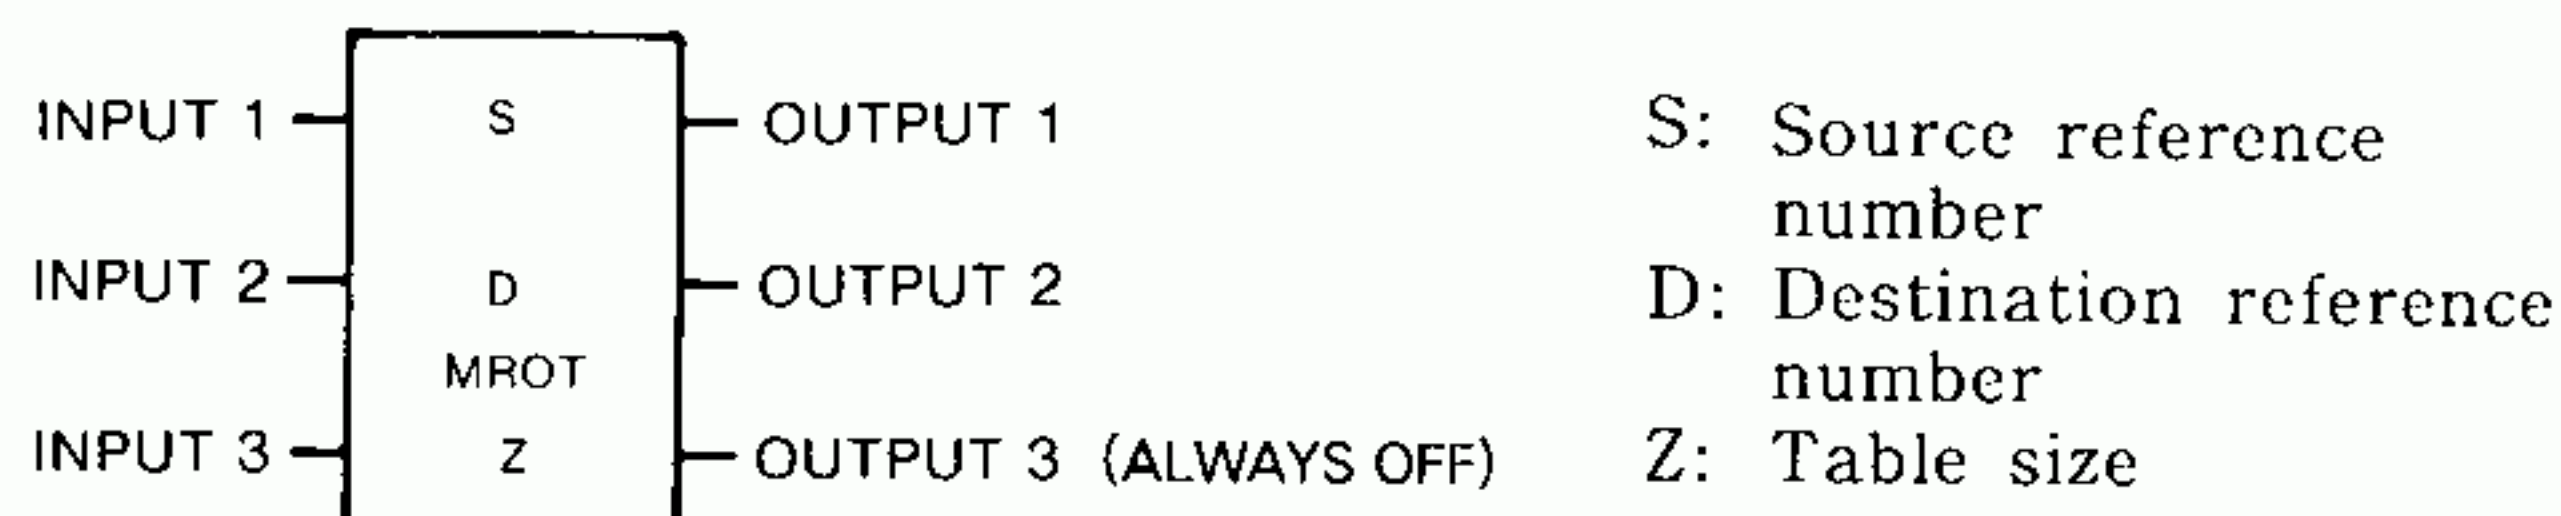 INPUT 1
S
OUTPUT 1
INPUT 2
D
OUTPUT 2
MROT
INPUT 3
Z
OUTPUT 3 (ALWAYS OFF)
S: Source reference
number
D: Destination reference
number
Z: Table size